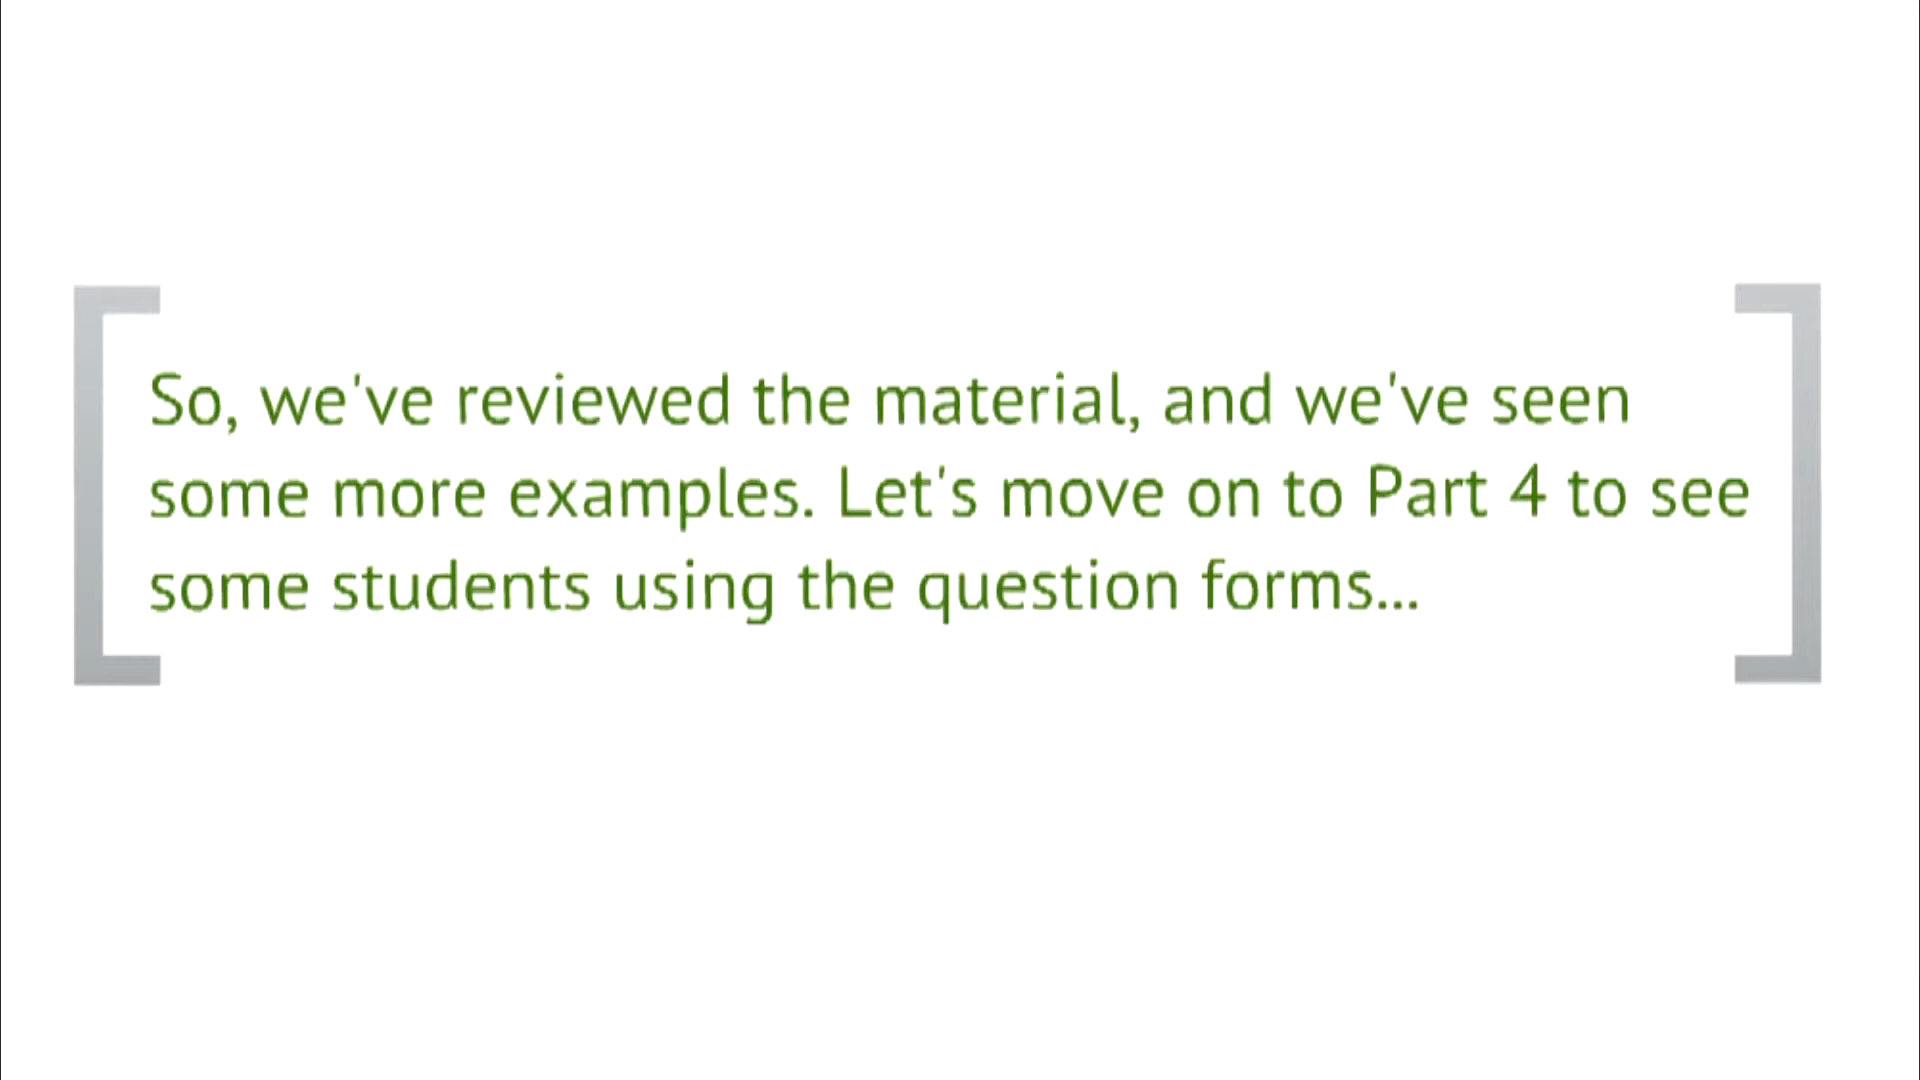 So, we've reviewed the material, and we've seen
some more examples. Let's move on to Part 4 to see
some students using the question forms...